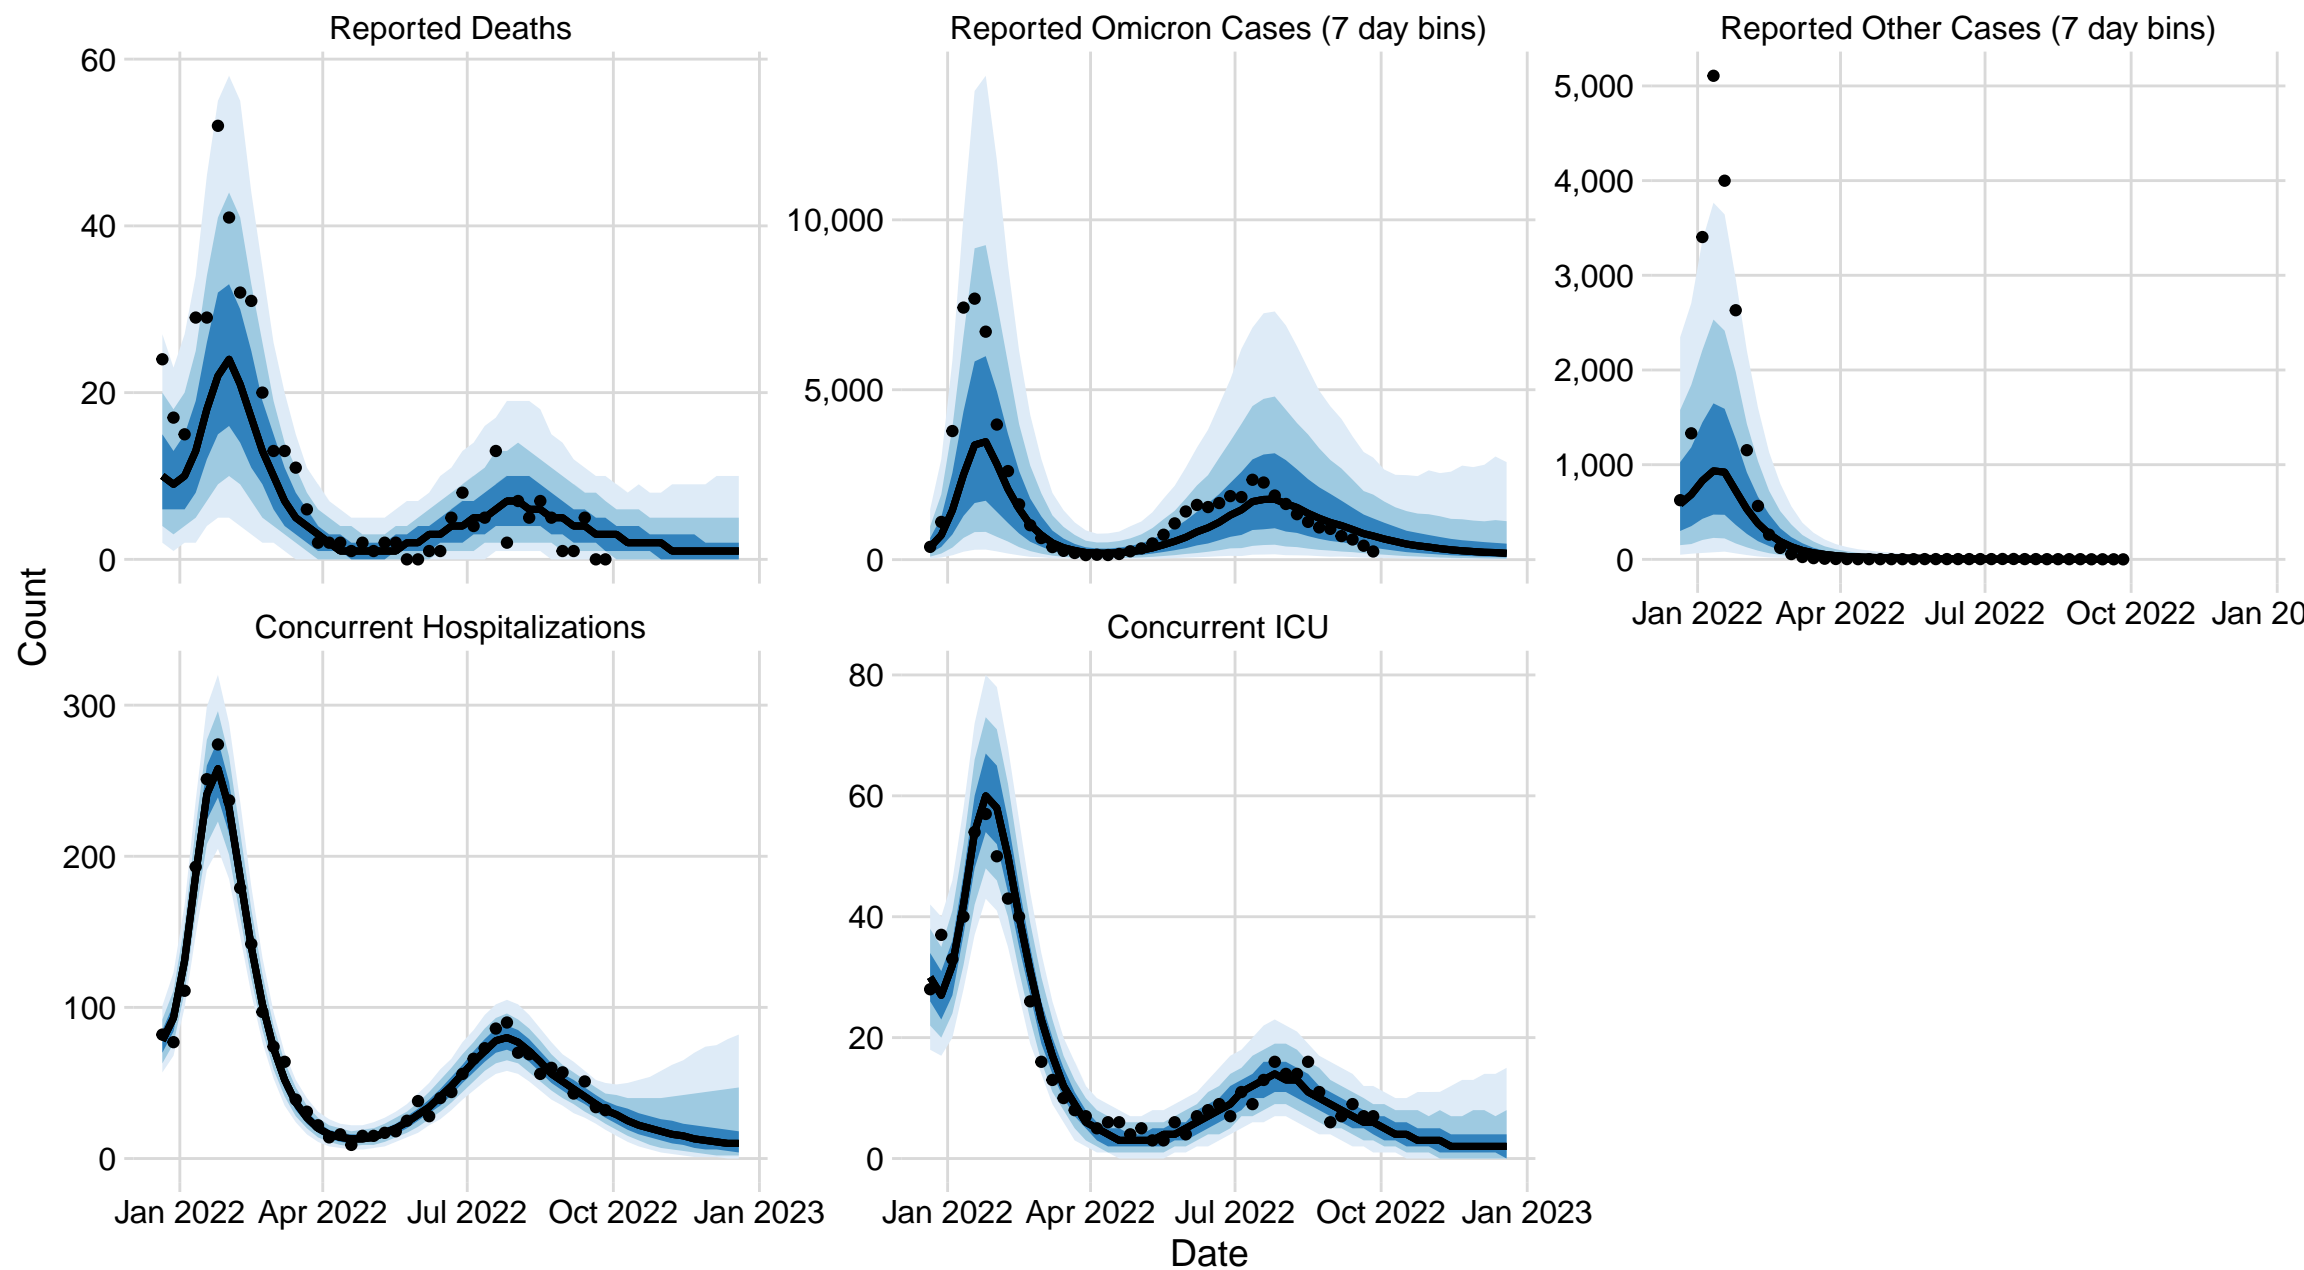 Reported Deaths
Reported Omicron Cases (7 day bins)
Reported Other Cases (7 day bins)
60
40
20
0
10,000
5,000
0
5,000
4,000
3,000
2,000
1,000
0
Jan 2022 Apr 2022 Jul 2022 Oct 2022 Jan 20
Count
Concurrent Hospitalizations
Concurrent ICU
300
200
100
0
80
60
40
20
0
Jan 2022 Apr 2022 Jul 2022 Oct 2022 Jan 2023
Jan 2022 Apr 2022 Jul 2022 Oct 2022 Jan 2023
Date